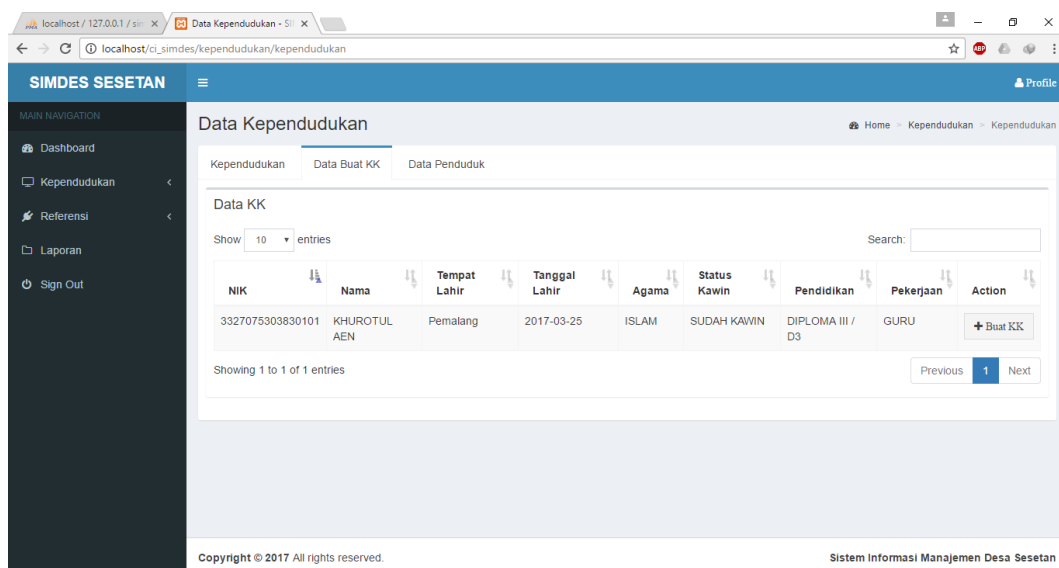 localhost / 127.0.0.1 / sim
Data Kependudukan - SI
localhost/ci_simdes/kependudukan/kependudukan
ABP
SIMDES SESETAN
Profile
MAIN NAVIGATION
Dashboard
Kependudukan
Referensi
Laporan
Sign Out
Data Kependudukan
Home > Kependudukan > Kependudukan
Kependudukan Data Buat KK Data Penduduk
Data KK
Show 10 entries Search:
NIK Nama Tempat Lahir Tanggal Lahir Agama Status Kawin Pendidikan Pekerjaan Action
3327075303830101 KHUROTUL AEN Pemalang 2017-03-25 ISLAM SUDAH KAWIN DIPLOMA III / D3 GURU + Buat KK
Showing 1 to 1 of 1 entries Previous 1 Next
Copyright © 2017 All rights reserved. Sistem Informasi Manajemen Desa Sesetan